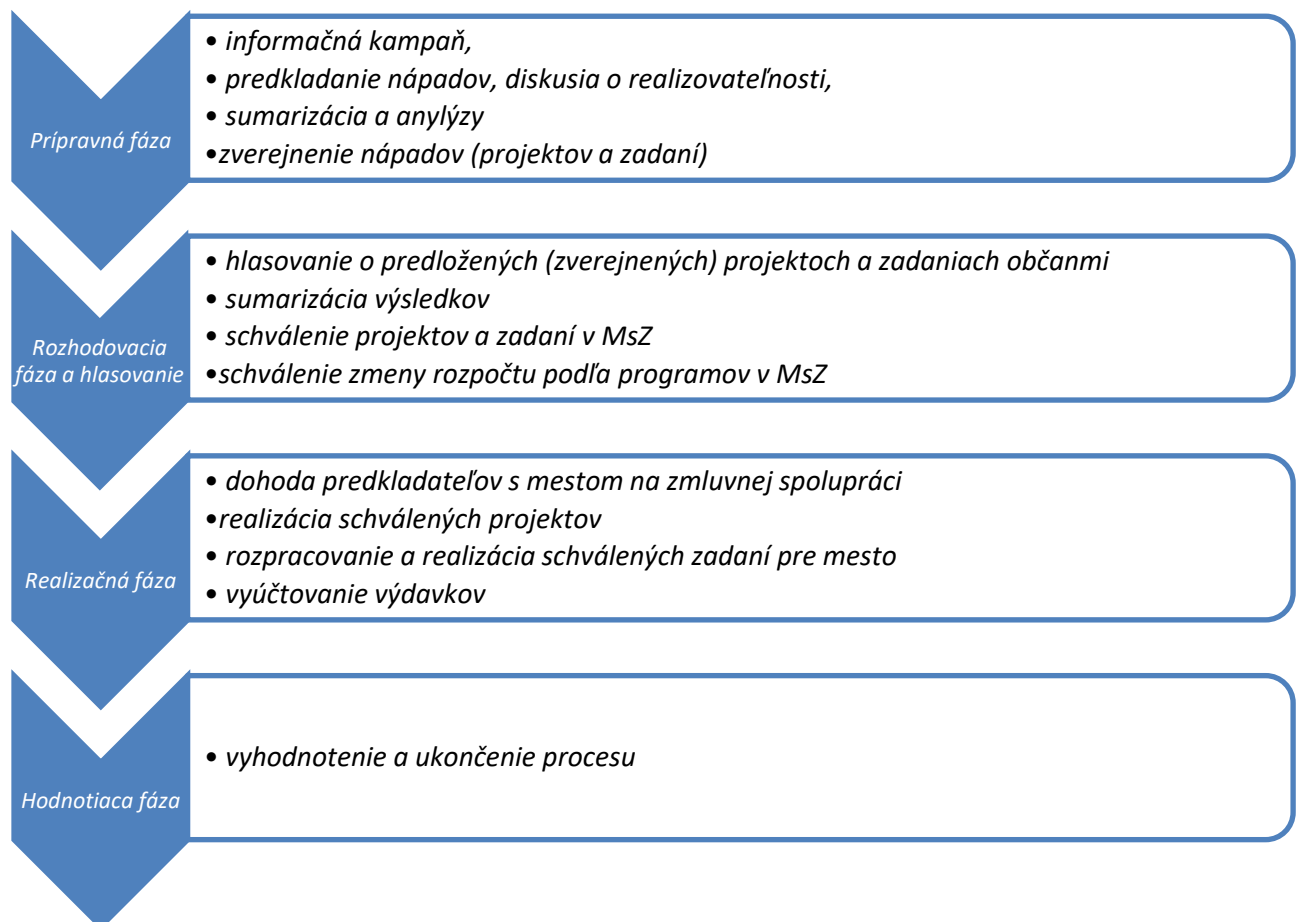 Prípravná fáza
• informačná kampaň,
• predkladanie nápadov, diskusia o realizovateľnosti,
• sumarizácia a anylýzy
•zverejnenie nápadov (projektov a zadaní)
Rozhodovacia
fáza a hlasovanie
• hlasovanie o predložených (zverejnených) projektoch a zadaniach občanmi
• sumarizácia výsledkov
• schválenie projektov a zadaní v MsZ
•schválenie zmeny rozpočtu podľa programov v MsZ
Realizačná fáza
• dohoda predkladateľov s mestom na zmluvnej spolupráci
•realizácia schválených projektov
• rozpracovanie a realizácia schválených zadaní pre mesto
• vyúčtovanie výdavkov
Hodnotiaca fáza
• vyhodnotenie a ukončenie procesu